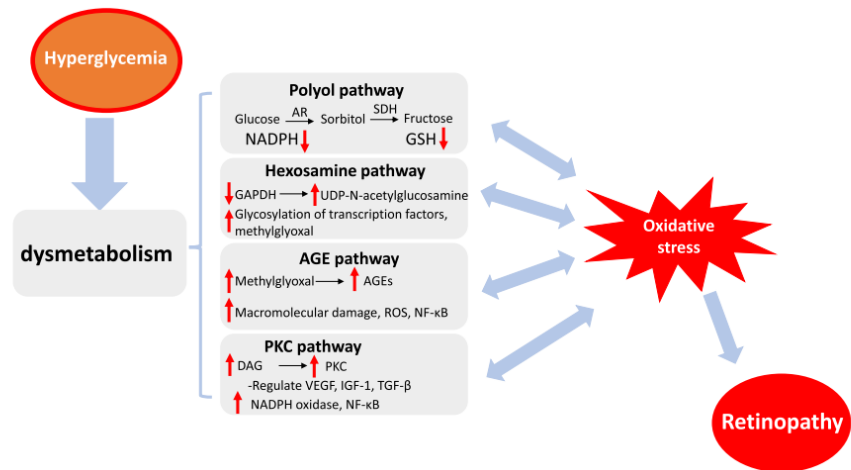 Hyperglycemia
dysmetabolism
Polyol pathway
Glucose AR Sorbitol SDH Fructose
NADPH GSH
Hexosamine pathway
GAPDH UDP-N-acetylglucosamine
Glycosylation of transcription factors,
methylglyoxal
AGE pathway
Methylglyoxal AGEs
Macromolecular damage, ROS, NF-κB
PKC pathway
DAG PKC
-Regulate VEGF, IGF-1, TGF-β
NADPH oxidase, NF-κB
Oxidative
stress
Retinopathy